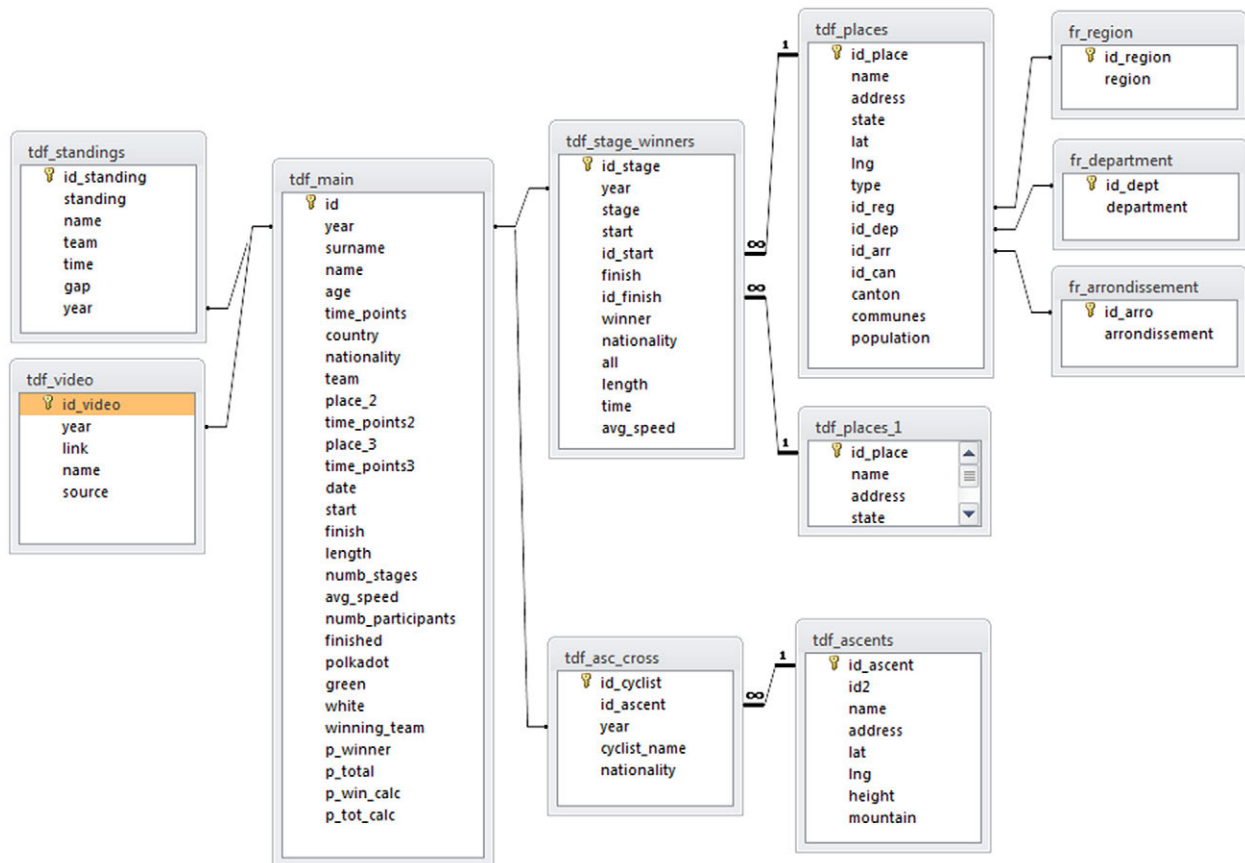 tdf_standings
id_standing
standing
name
team
time
gap
year
tdf_video
id_video
year
link
name
source
tdf_main
id
year
surname
name
age
time_points
country
nationality
team
place_2
time_points2
place_3
time_points3
date
start
finish
length
numb_stages
avg_speed
numb_participants
finished
polkadot
green
white
winning_team
p_winner
p_total
p_win_calc
p_tot_calc
tdf_stage_winners
id_stage
year
stage
start
id_start
finish
id_finish
winner
nationality
all
length
time
avg_speed
∞
∞
1
1
tdf_asc_cross
id_cyclist
id_ascent
year
cyclist_name
nationality
∞
1
tdf_places
id_place
name
address
state
lat
lng
type
id_reg
id_dep
id_arr
id_can
canton
communes
population
tdf_places_1
id_place
name
address
state
tdf_ascents
id_ascent
id2
name
address
lat
lng
height
mountain
fr_region
id_region
region
fr_department
id_dept
department
fr_arrondissement
id_arro
arrondissement